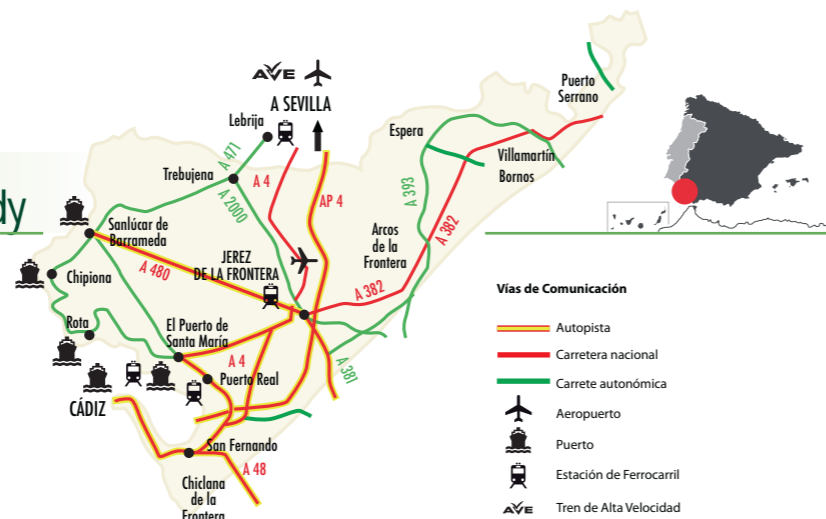 AVE
A SEVILLA
Lebrija
A 471
Trebujena
A 4
A 2000
AP 4
dy
Sanlúcar de
Barrameda
A 480
JEREZ
DE LA FRONTERA
Chipiona
Rota
El Puerto de
Santa María
A 4
Puerto Real
CÁDIZ
San Fernando
A 48
Chiclana
de la
Frontera
A 381
A 382
Arcos
de la
Frontera
A 393
A 382
Espera
Villamartín
Bornos
Puerto
Serrano
Vías de Comunicación
Autopista
Carretera nacional
Carrete autonómica
Aeropuerto
Puerto
Estación de Ferrocarril
AVE Tren de Alta Velocidad